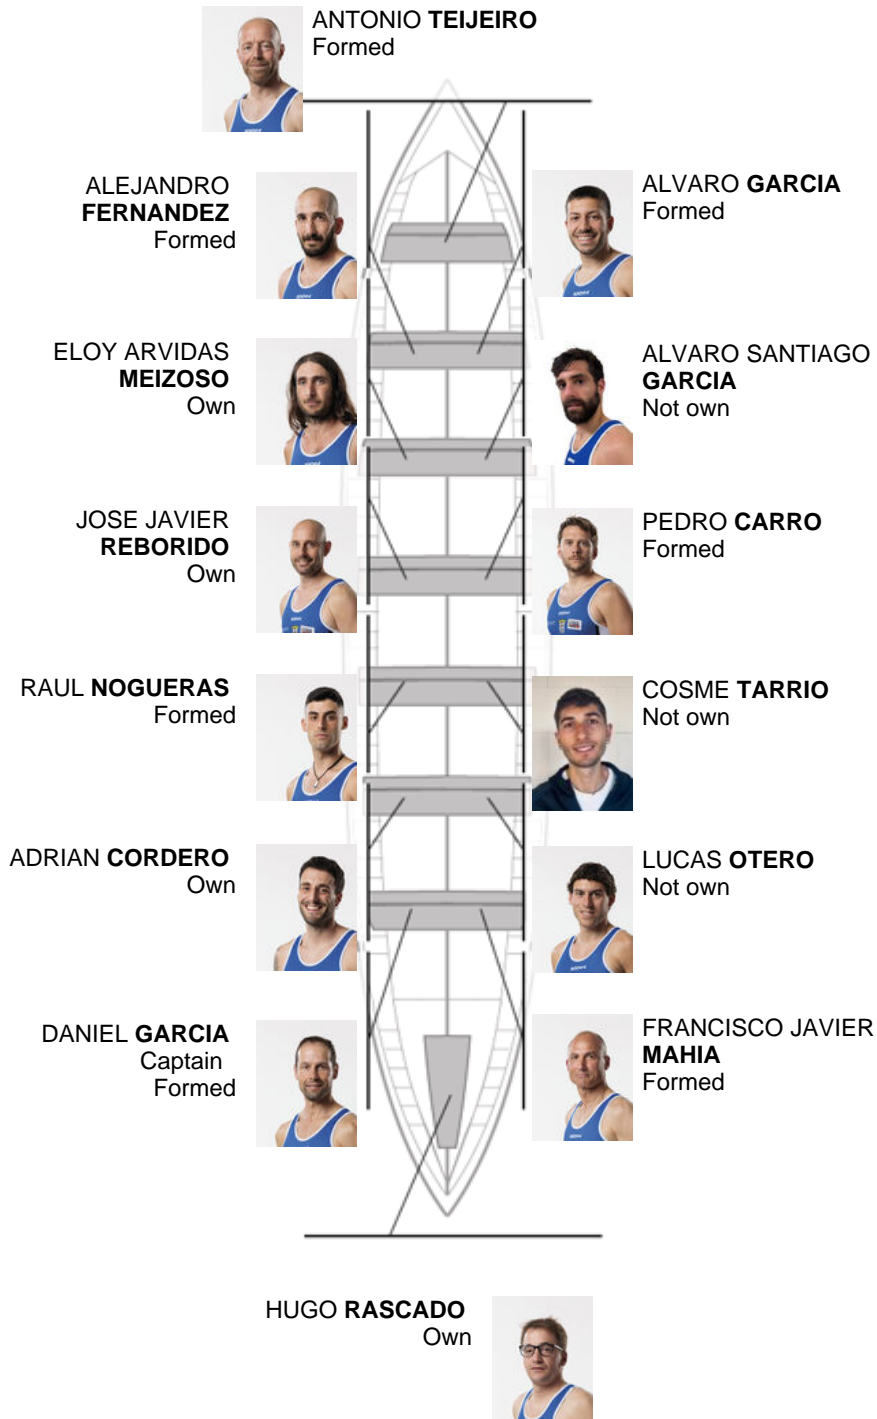 ANTONIO TEIJEIRO
Formed
ALEJANDRO
FERNANDEZ
Formed
ALVARO GARCIA
Formed
ELOY ARVIDAS
MEIZOSO
Own
ALVARO SANTIAGO
GARCIA
Not own
JOSE JAVIER
REBORIDO
Own
PEDRO CARRO
Formed
RAUL NOGUERAS
Formed
COSME TARRIO
Not own
ADRIAN CORDERO
Own
LUCAS OTERO
Not own
DANIEL GARCIA
Captain
Formed
FRANCISCO JAVIER
MAHIA
Formed
HUGO RASCADO
Own